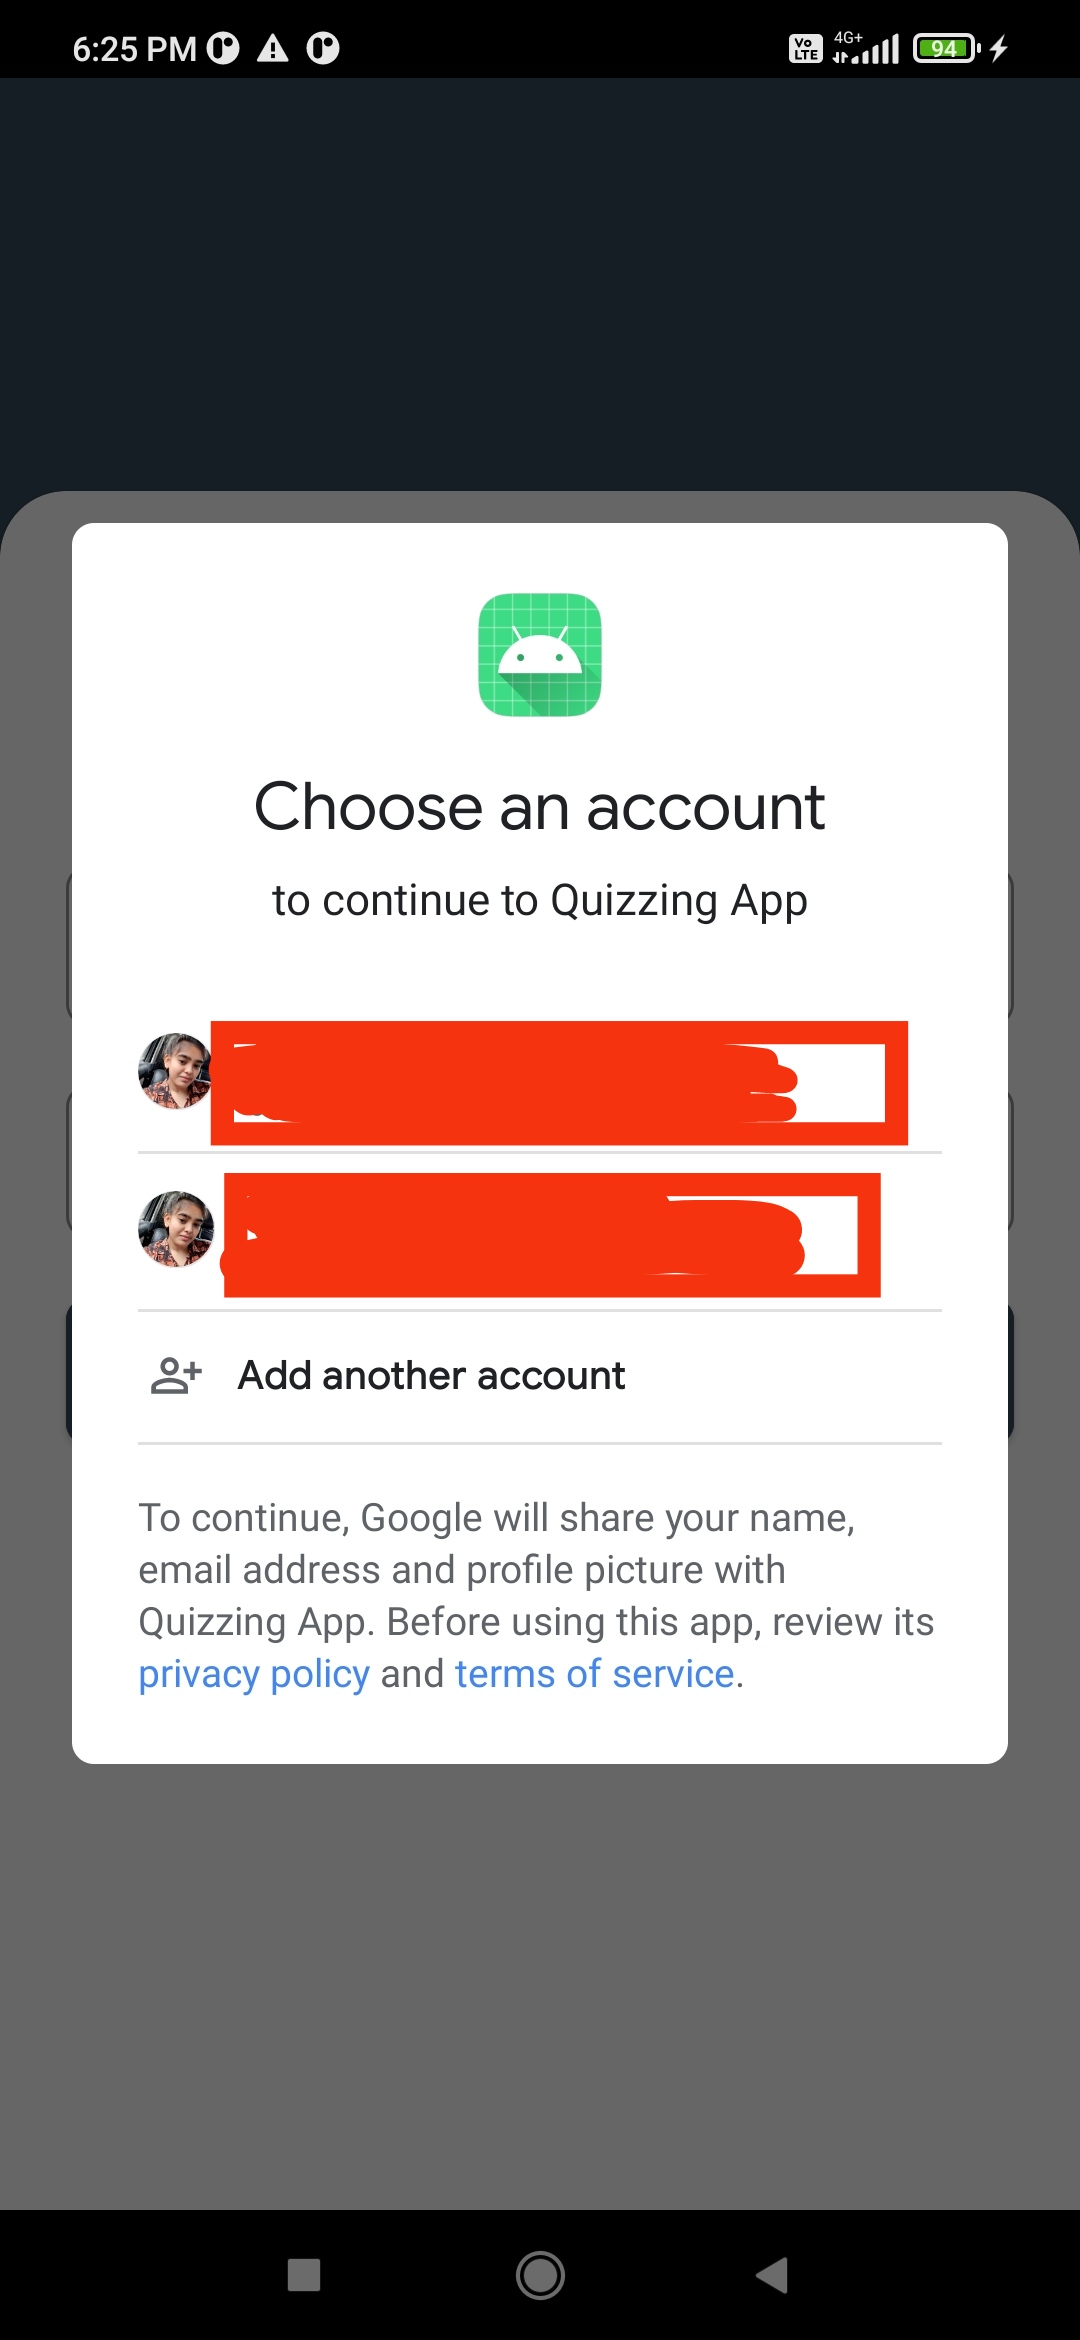 6:25 PM
Vo
LTE
4G+
94
Choose an account
to continue to Quizzing App
Add another account
To continue, Google will share your name,
email address and profile picture with
Quizzing App. Before using this app, review its
privacy policy and terms of service.